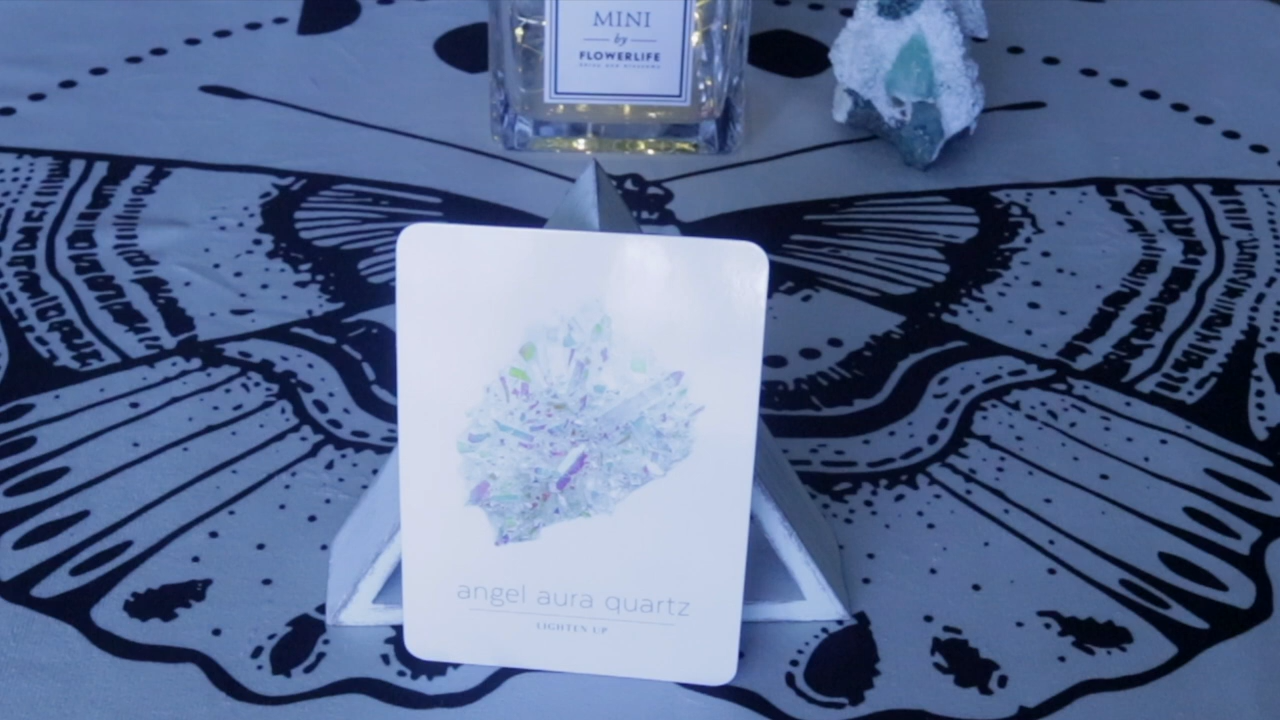 MINI
by
FLOWERLIFE
angel aura quartz
LIGHTEN UP